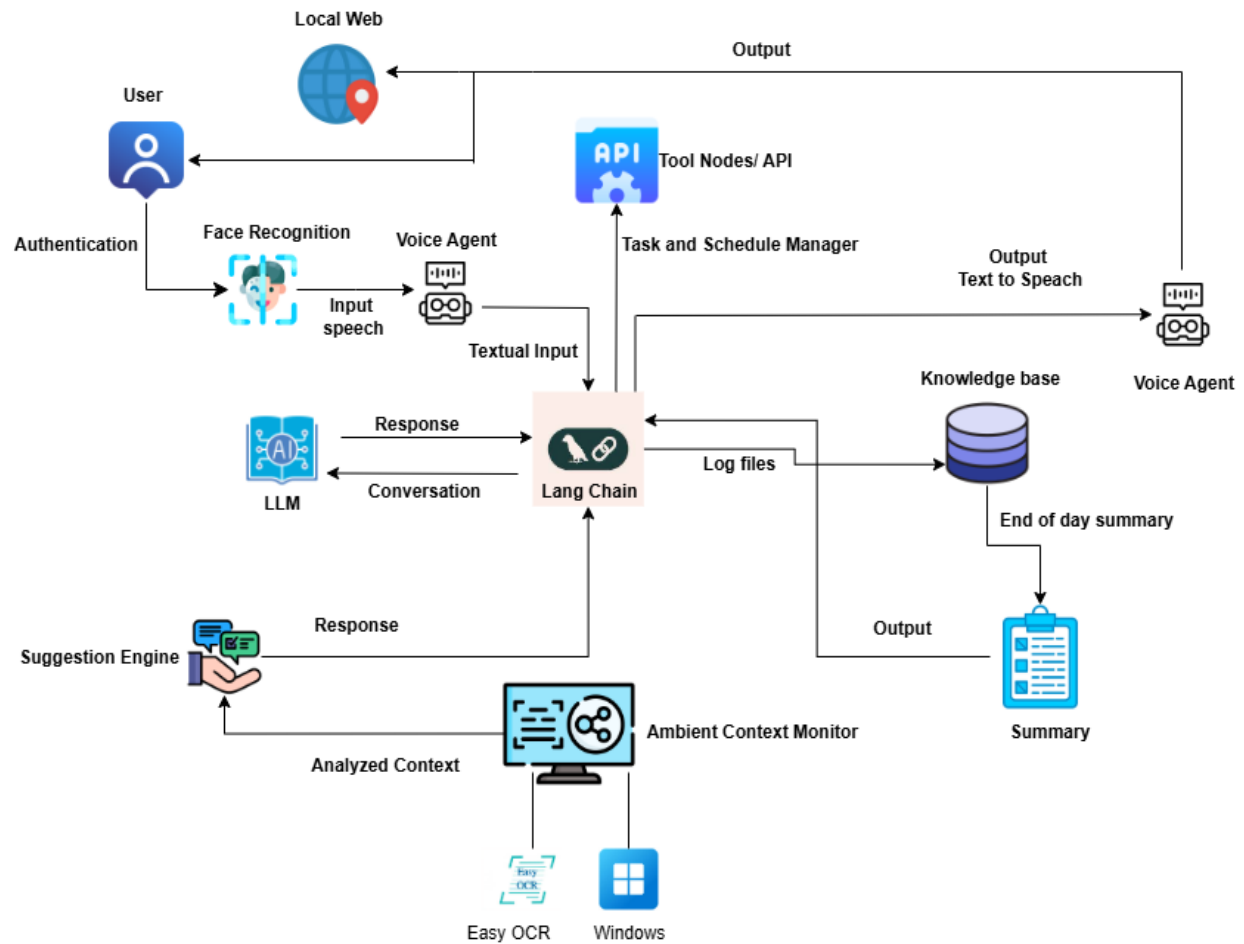 Local Web
Output
User
API
Tool Nodes/ API
Authentication
Face Recognition
Voice Agent
Task and Schedule Manager
Output
Text to Speach
Input
speech
Textual Input
Knowledge base
Voice Agent
Response
AI
Log files
Conversation
Lang Chain
LLM
End of day summary
Response
Output
Suggestion Engine
Ambient Context Monitor
Summary
Analyzed Context
Easy
OCR
Easy OCR
Windows